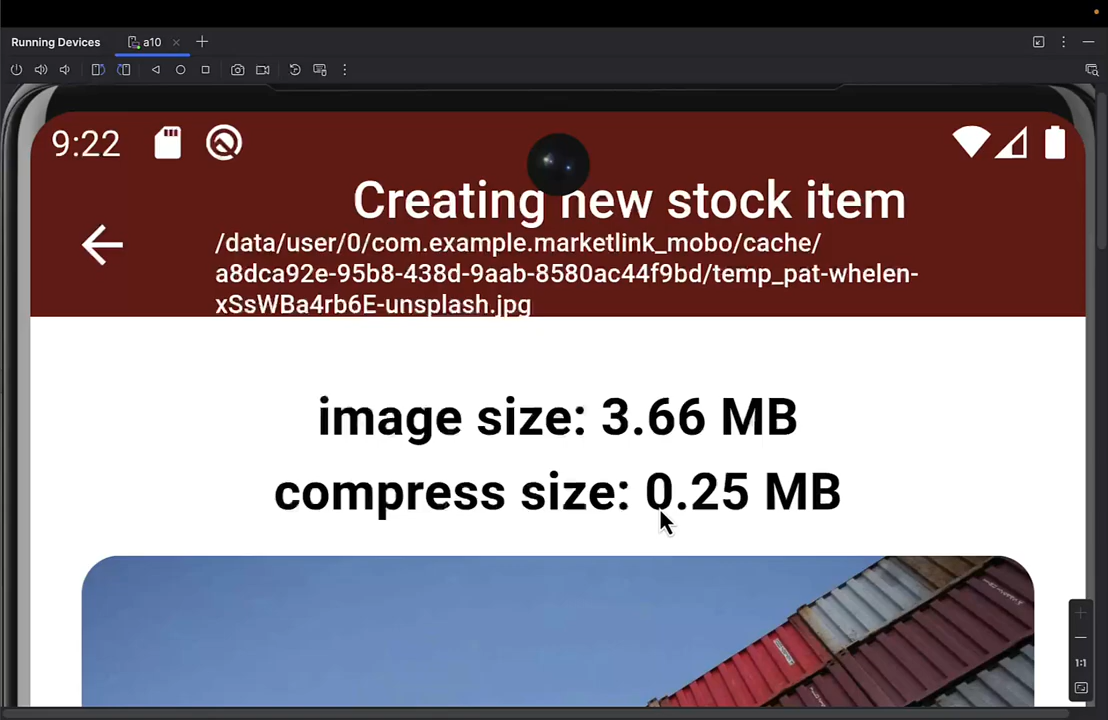 Running Devices
a10
9:22
Creating new stock item
/data/user/0/com.example.marketlink_mobo/cache/
a8dca92e-95b8-438d-9aab-8580ac44f9bd/temp_pat-whelen-
xSsWBa4rb6E-unsplash.jpg
image size: 3.66 MB
compress size: 0.25 MB
1:1